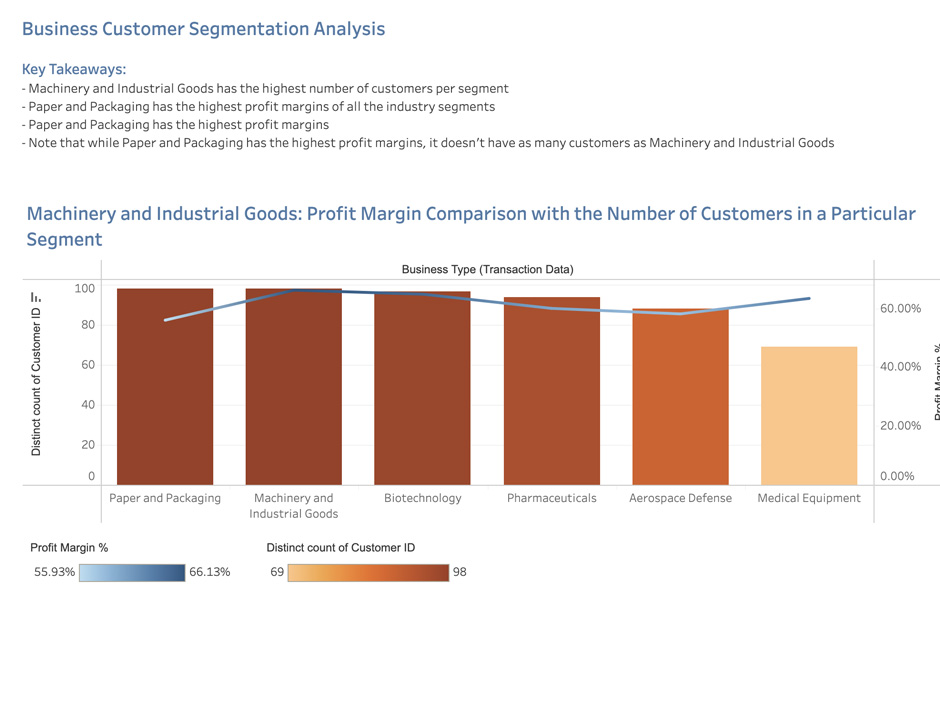 Business Customer Segmentation Analysis
Key Takeaways:
- Machinery and Industrial Goods has the highest number of customers per segment
- Paper and Packaging has the highest profit margins of all the industry segments
- Paper and Packaging has the highest profit margins
- Note that while Paper and Packaging has the highest profit margins, it doesn't have as many customers as Machinery and Industrial Goods
Machinery and Industrial Goods: Profit Margin Comparison with the Number of Customers in a Particular
Segment
Business Type (Transaction Data)
Distinct count of Customer ID
100
80
60
40
20
0
60.00%
40.00%
20.00%
0.00%
Profit Margin %
Paper and Packaging
Machinery and
Industrial Goods
Biotechnology
Pharmaceuticals
Aerospace Defense
Medical Equipment
Profit Margin %
55.93%
66.13%
Distinct count of Customer ID
69
98